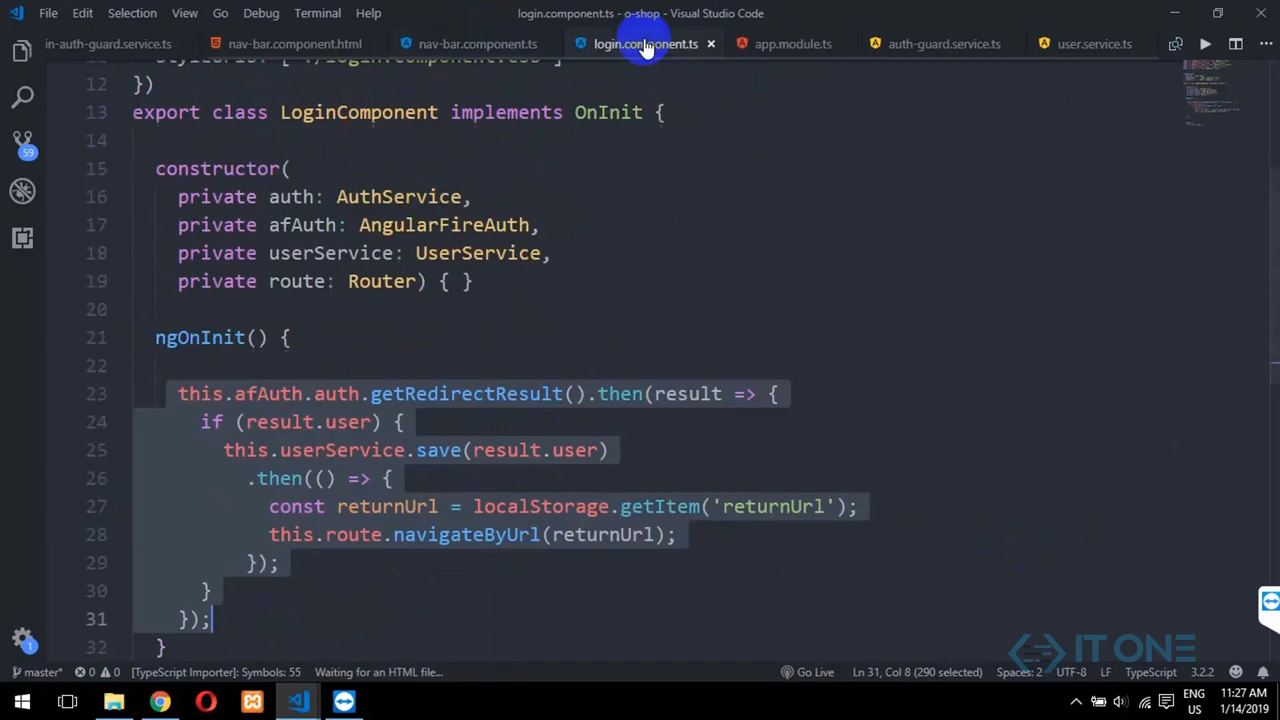 File Edit Selection View Go Debug Terminal Help
login.component.ts - o-shop - Visual Studio Code
in-auth-guard.service.ts nav-bar.component.html nav-bar.component.ts login.component.ts app.module.ts auth-guard.service.ts user.service.ts
12 })
13 export class LoginComponent implements OnInit {
14
15 constructor(
16 private auth: AuthService,
17 private afAuth: AngularFireAuth,
18 private userService: UserService,
19 private route: Router) { }
20
21 ngOnInit() {
22
23 this.afAuth.auth.getRedirectResult().then(result => {
24 if (result.user) {
25 this.userService.save(result.user)
26 .then(() => {
27 const returnUrl = localStorage.getItem('returnUrl');
28 this.route.navigateByUrl(returnUrl);
29 });
30 }
31 });
32 }
59
1
IT ONE
master* 0 0 [TypeScript Importer]: Symbols: 55 Waiting for an HTML file... Go Live Ln 31, Col 8 (290 selected) Spaces: 2 UTF-8 LF TypeScript 3.2.2 1
ENG 11:27 AM
US 1/14/2019